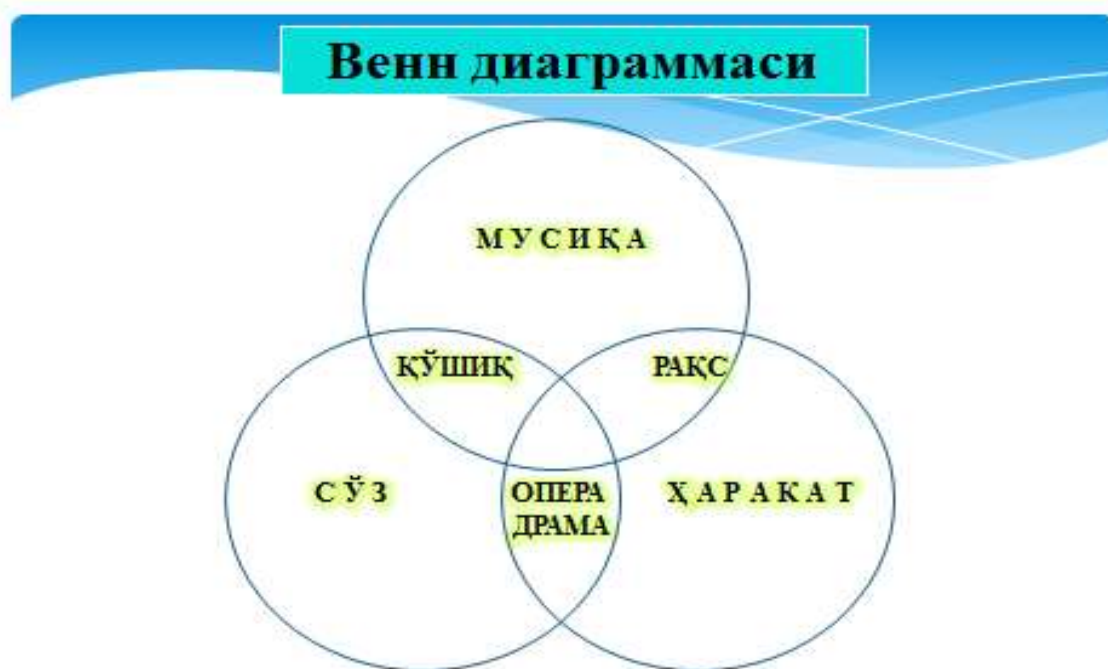 Венн диаграммаси
М У С И Қ А
ҚЎШИҚ
РАҚС
С Ў З
ОПЕРА
ДРАМА
Ҳ А Р А К А Т